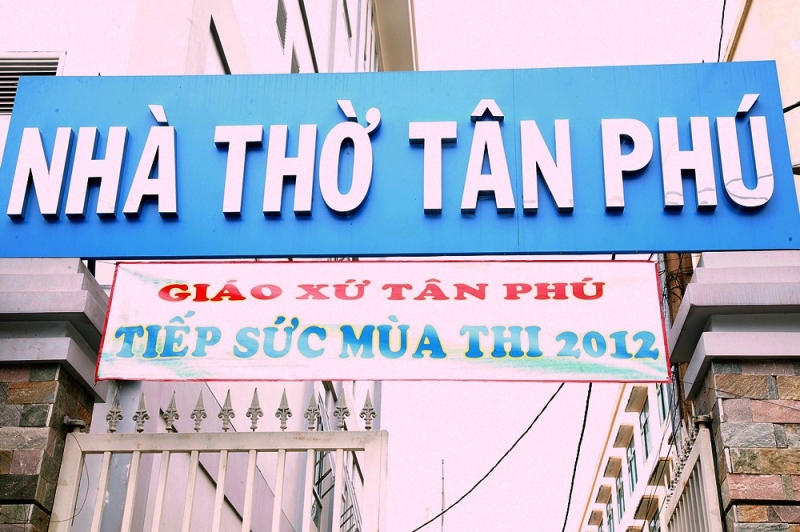 NHÀ THỜ TÂN PHÚ
GIÁO XỨ TÂN PHÚ
TIẾP SỨC MÙA THI 2012